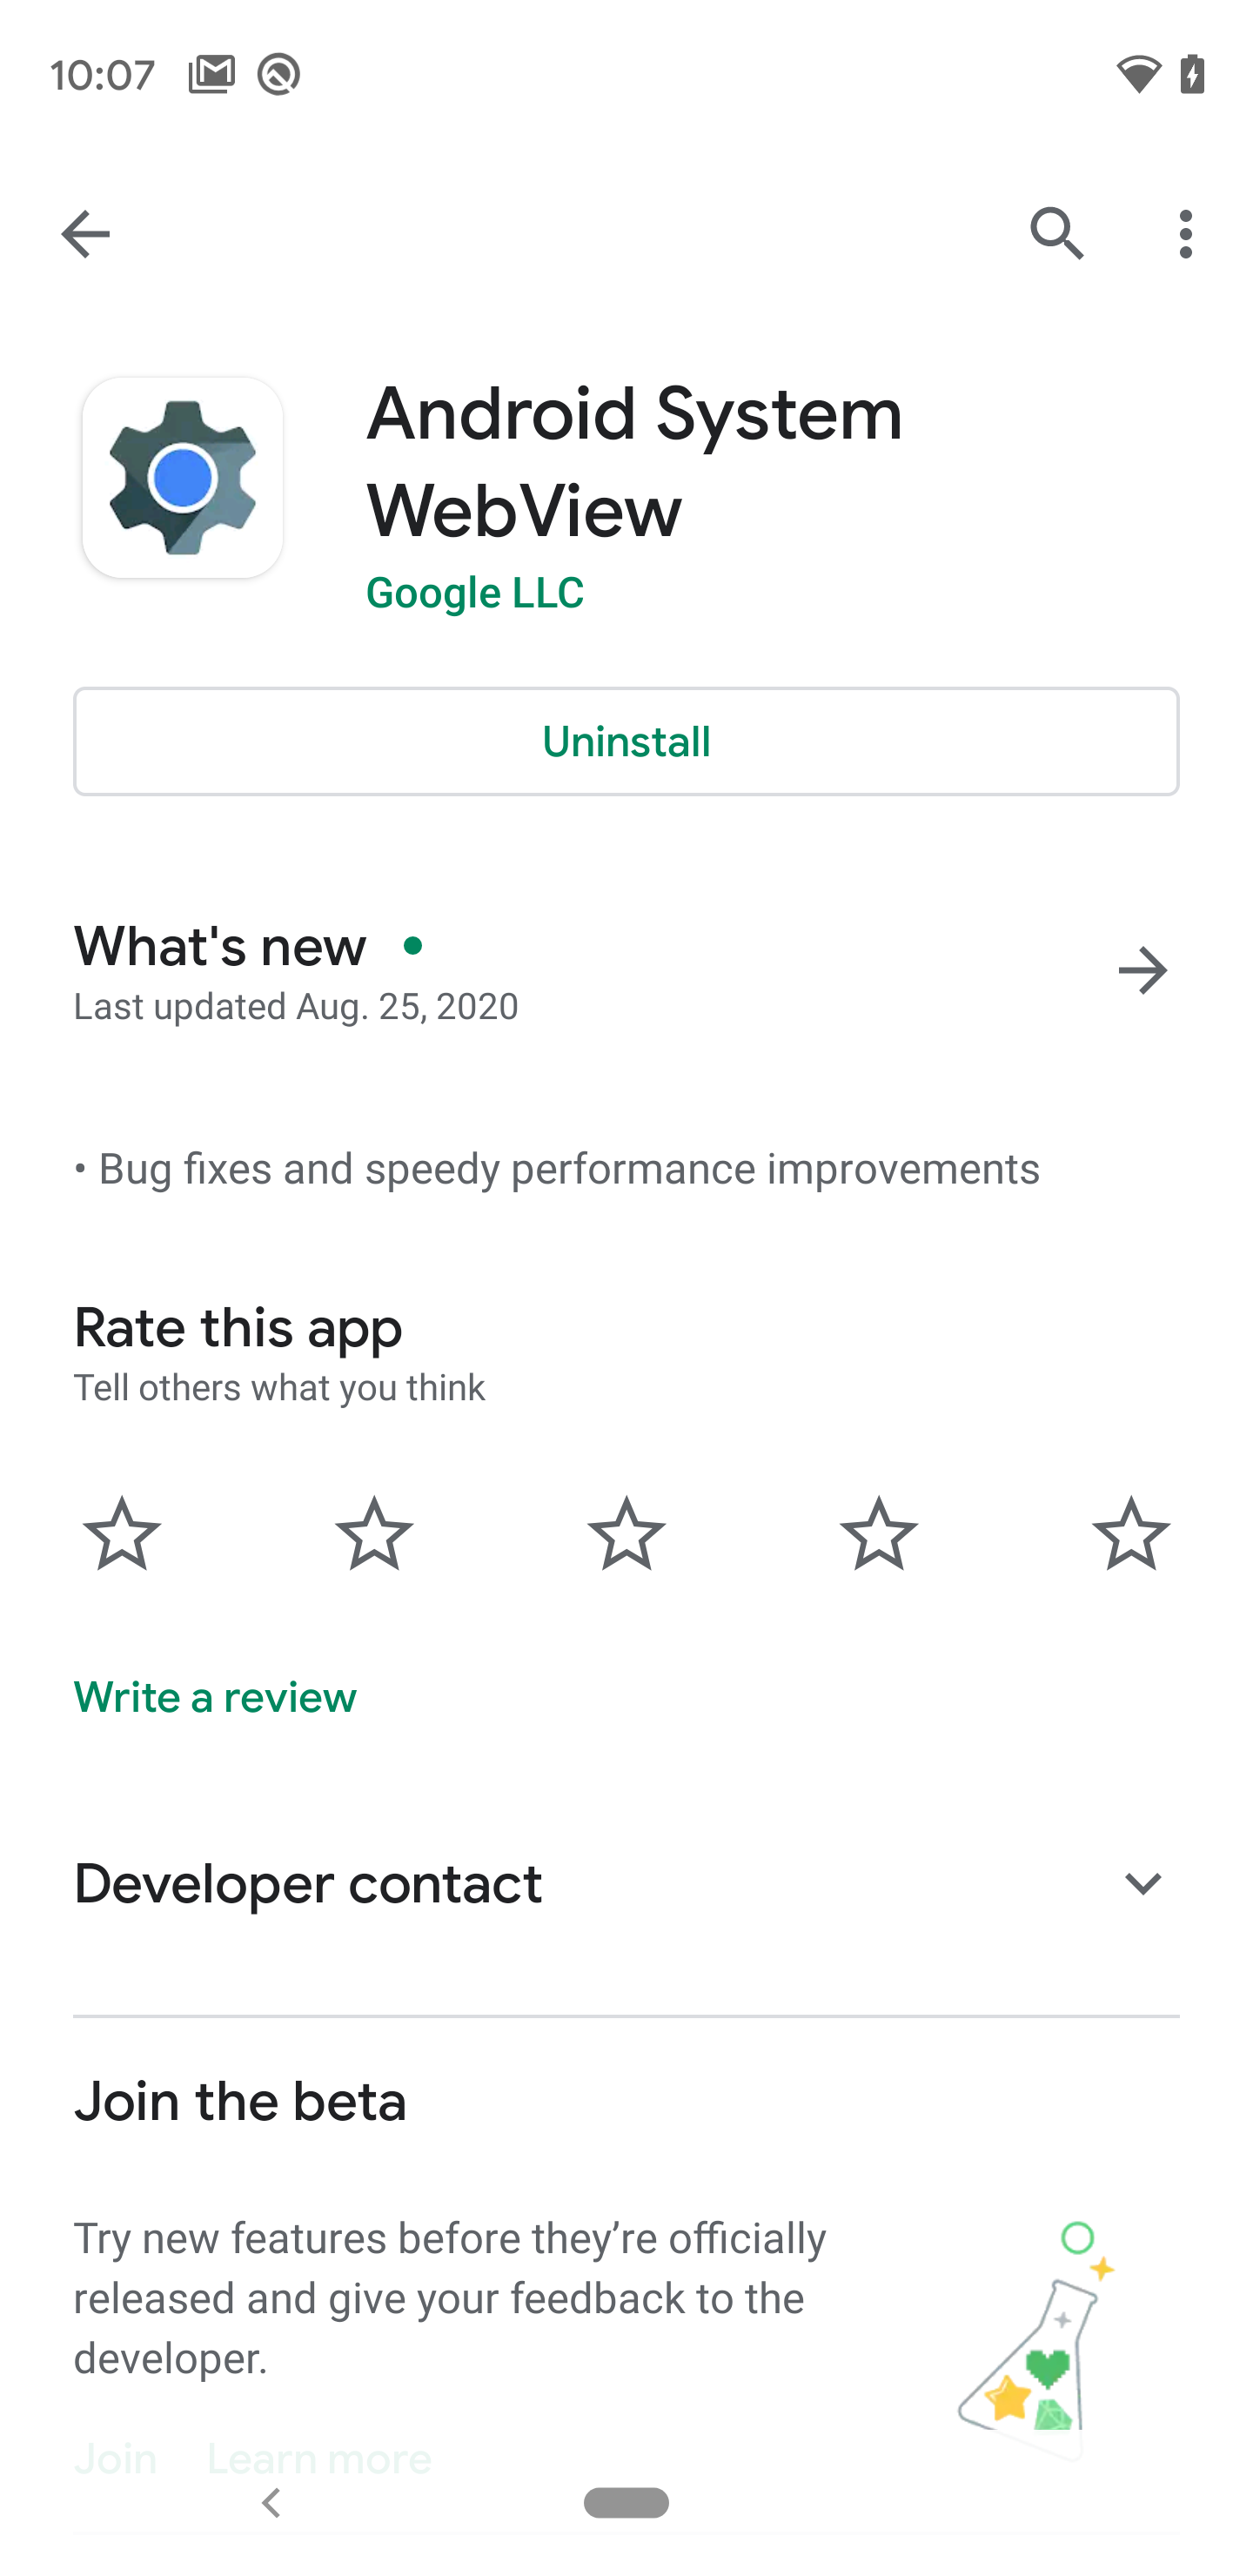 10:07
Android System
WebView
Google LLC
Uninstall
What's new
Last updated Aug. 25, 2020
• Bug fixes and speedy performance improvements
Rate this app
Tell others what you think
Write a review
Developer contact
Join the beta
Try new features before they’re officially
released and give your feedback to the
developer.
Join Learn more